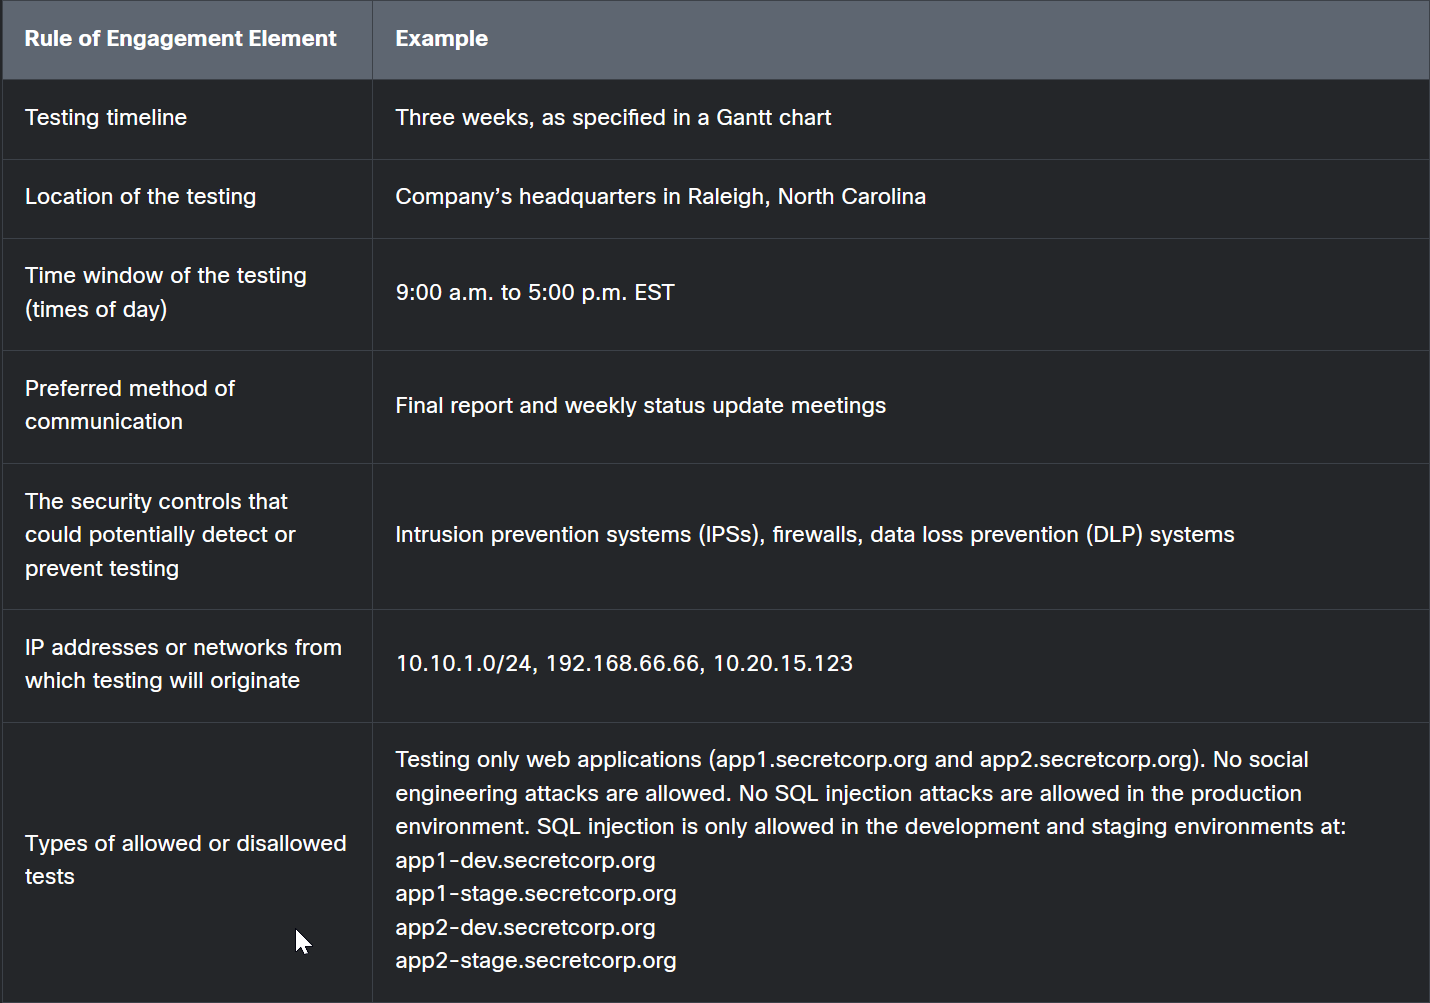 Rule of Engagement Element
Example
Testing timeline
Three weeks, as specified in a Gantt chart
Location of the testing
Company’s headquarters in Raleigh, North Carolina
Time window of the testing
(times of day)
9:00 a.m. to 5:00 p.m. EST
Preferred method of
communication
Final report and weekly status update meetings
The security controls that
could potentially detect or
prevent testing
Intrusion prevention systems (IPSs), firewalls, data loss prevention (DLP) systems
IP addresses or networks from
which testing will originate
10.10.1.0/24, 192.168.66.66, 10.20.15.123
Types of allowed or disallowed
tests
Testing only web applications (app1.secretcorp.org and app2.secretcorp.org). No social
engineering attacks are allowed. No SQL injection attacks are allowed in the production
environment. SQL injection is only allowed in the development and staging environments at:
app1-dev.secretcorp.org
app1-stage.secretcorp.org
app2-dev.secretcorp.org
app2-stage.secretcorp.org